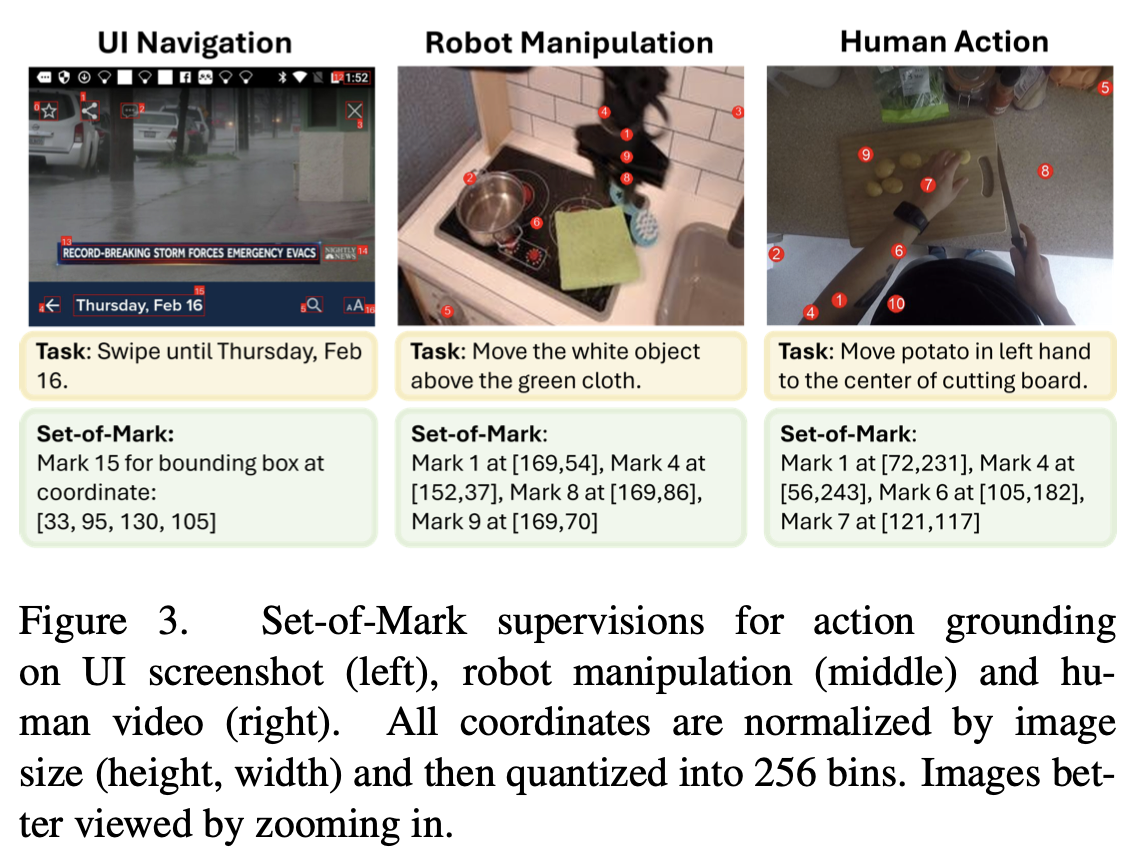 UI Navigation
Robot Manipulation
Human Action
1:52
0
1
2
3
13
RECORD-BREAKING STORM FORCES EMERGENCY EVACS
NIGHTLY
NEWS
14
15
4
Thursday, Feb 16
5
AA
16
4
3
1
9
2
8
6
5
5
9
7
8
6
2
1
4
10
Task: Swipe until Thursday, Feb
16.
Task: Move the white object
above the green cloth.
Task: Move potato in left hand
to the center of cutting board.
Set-of-Mark:
Mark 15 for bounding box at
coordinate:
[33, 95, 130, 105]
Set-of-Mark:
Mark 1 at [169,54], Mark 4 at
[152,37], Mark 8 at [169,86],
Mark 9 at [169,70]
Set-of-Mark:
Mark 1 at [72,231], Mark 4 at
[56,243], Mark 6 at [105,182],
Mark 7 at [121,117]
Figure 3. Set-of-Mark supervisions for action grounding
on UI screenshot (left), robot manipulation (middle) and hu-
man video (right). All coordinates are normalized by image
size (height, width) and then quantized into 256 bins. Images bet-
ter viewed by zooming in.